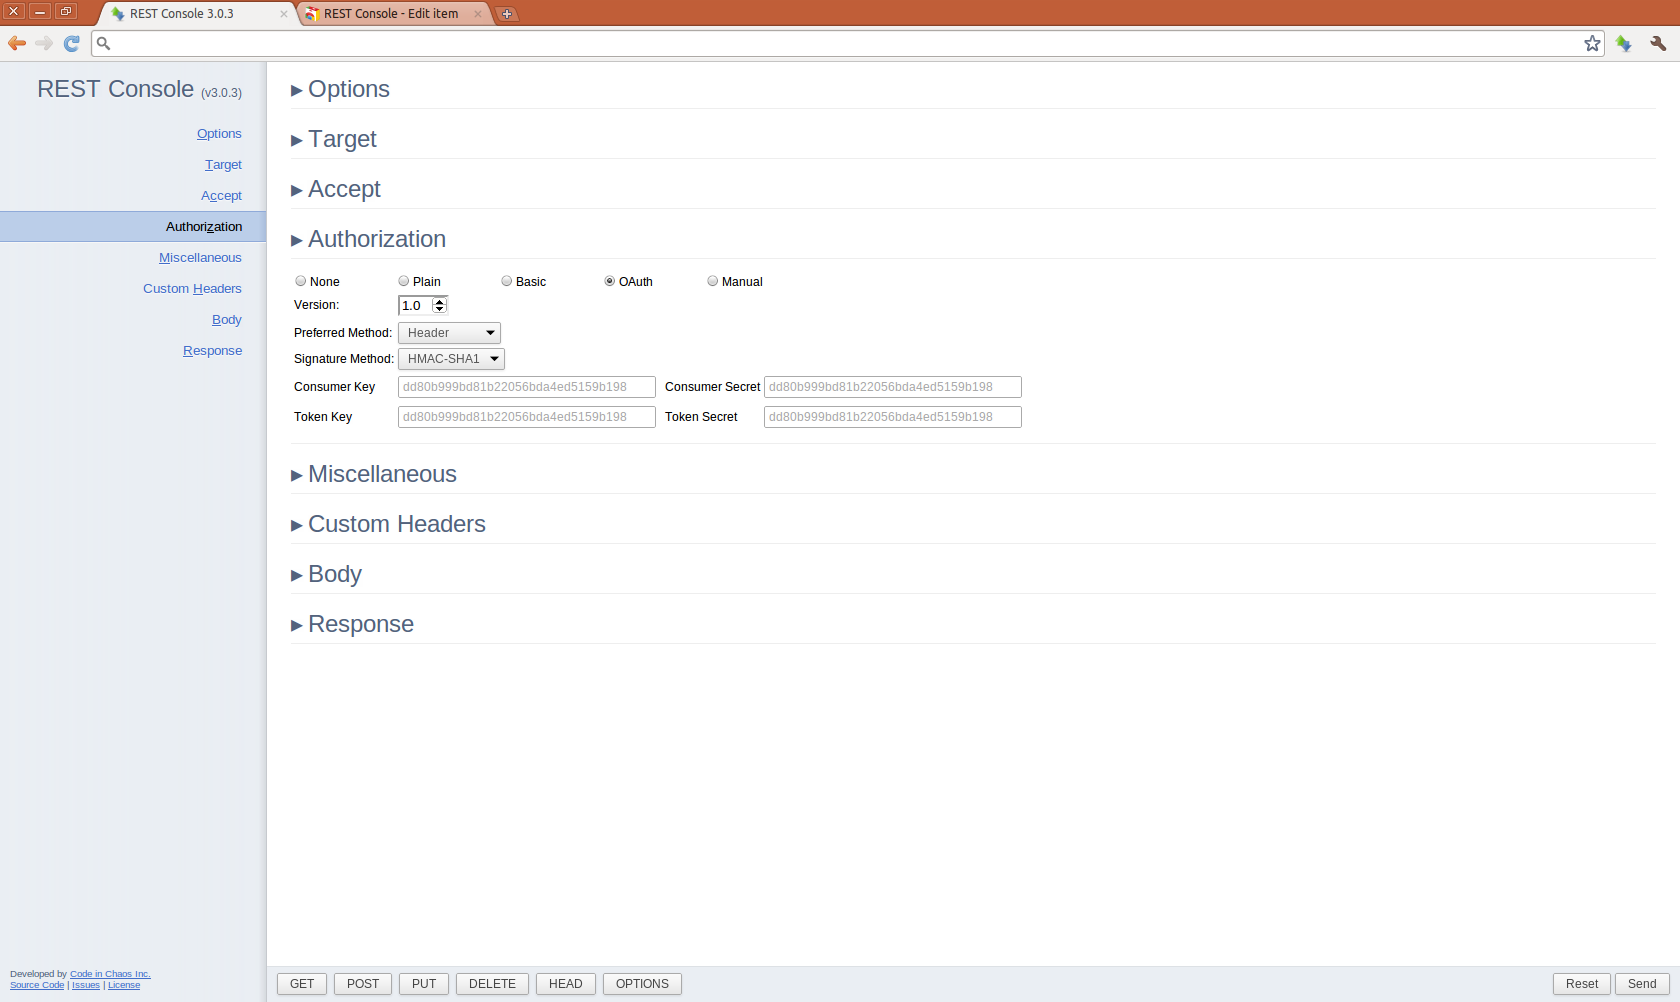 REST Console 3.0.3
REST Console - Edit item
REST Console (v3.0.3)
Options
Target
Accept
Authorization
Miscellaneous
Custom Headers
Body
Response
Options
Target
Accept
Authorization
None Plain Basic OAuth Manual
Version: 1.0
Preferred Method: Header
Signature Method: HMAC-SHA1
Consumer Key dd80b999bd81b22056bda4ed5159b198 Consumer Secret dd80b999bd81b22056bda4ed5159b198
Token Key dd80b999bd81b22056bda4ed5159b198 Token Secret dd80b999bd81b22056bda4ed5159b198
Miscellaneous
Custom Headers
Body
Response
Developed by Code in Chaos Inc.
Source Code | Issues | License
GET POST PUT DELETE HEAD OPTIONS Reset Send